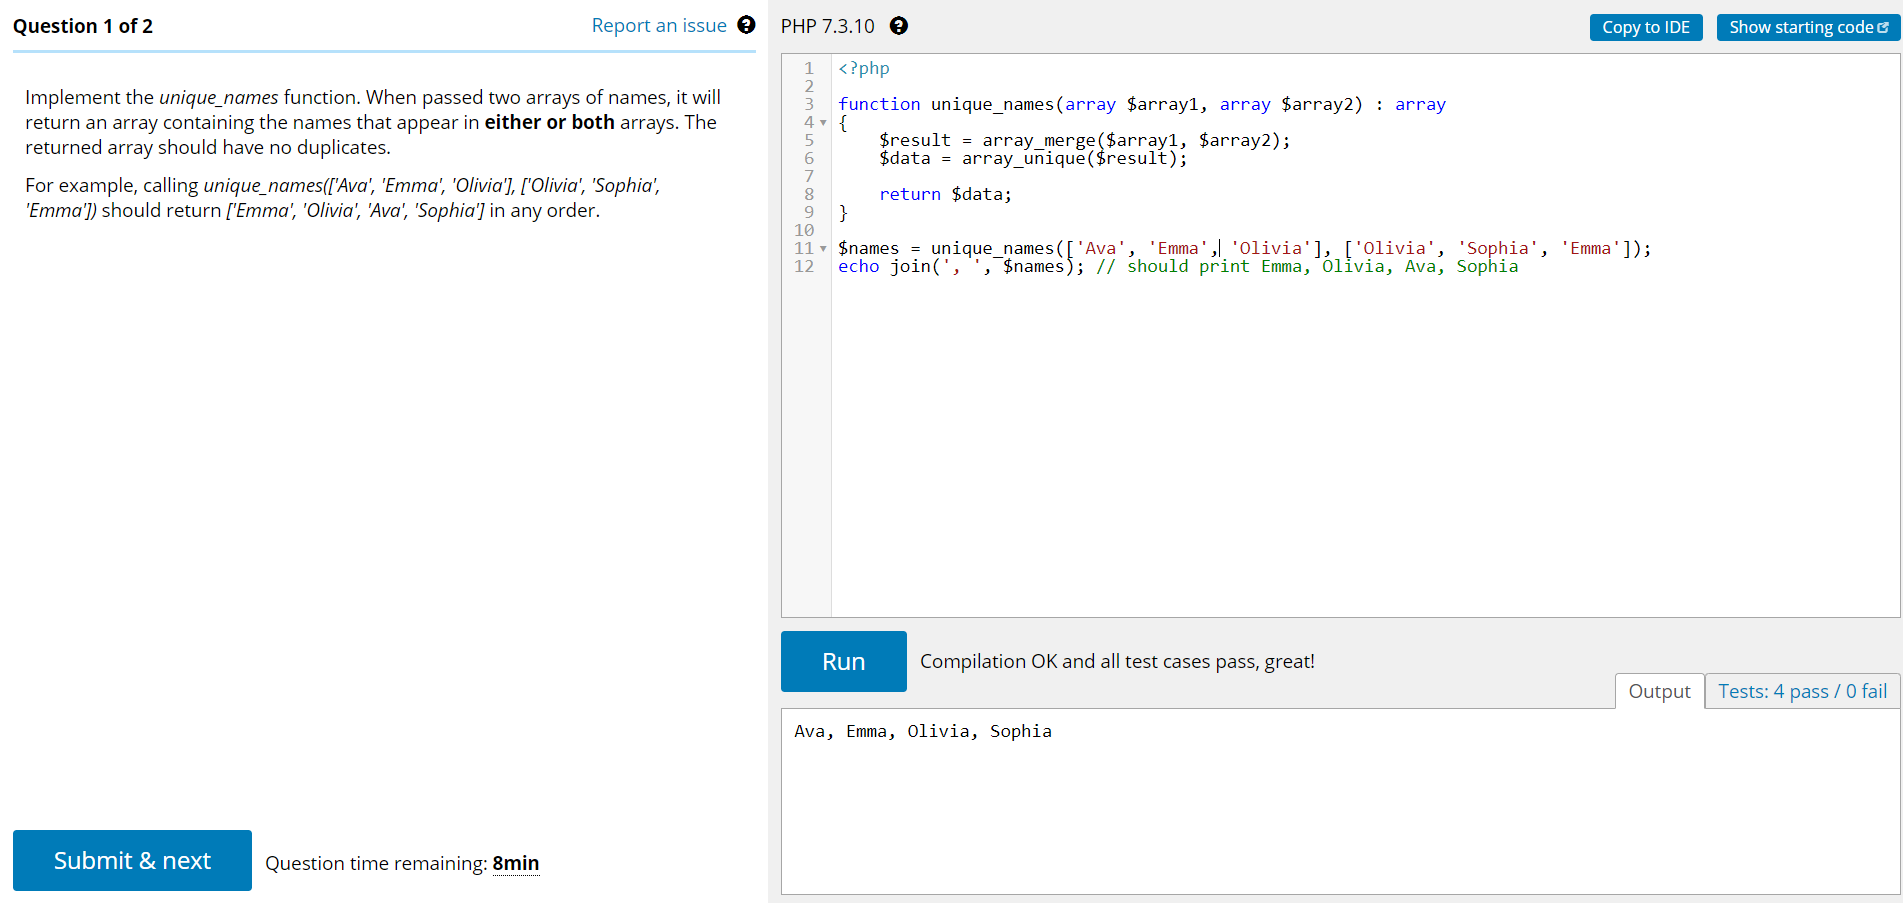 Question 1 of 2
Report an issue ?
Implement the unique_names function. When passed two arrays of names, it will
return an array containing the names that appear in either or both arrays. The
returned array should have no duplicates.
For example, calling unique_names(['Ava', 'Emma', 'Olivia'], ['Olivia', 'Sophia',
'Emma']) should return ['Emma', 'Olivia', 'Ava', 'Sophia'] in any order.
Submit & next
Question time remaining: 8min
PHP 7.3.10 ?
Copy to IDE
Show starting code
1 <?php
2
3 function unique_names(array $array1, array $array2) : array
4 {
5     $result = array_merge($array1, $array2);
6     $data = array_unique($result);
7
8     return $data;
9 }
10
11 $names = unique_names(['Ava', 'Emma', 'Olivia'], ['Olivia', 'Sophia', 'Emma']);
12 echo join(', ', $names); // should print Emma, Olivia, Ava, Sophia
Run
Compilation OK and all test cases pass, great!
Output
Tests: 4 pass / 0 fail
Ava, Emma, Olivia, Sophia